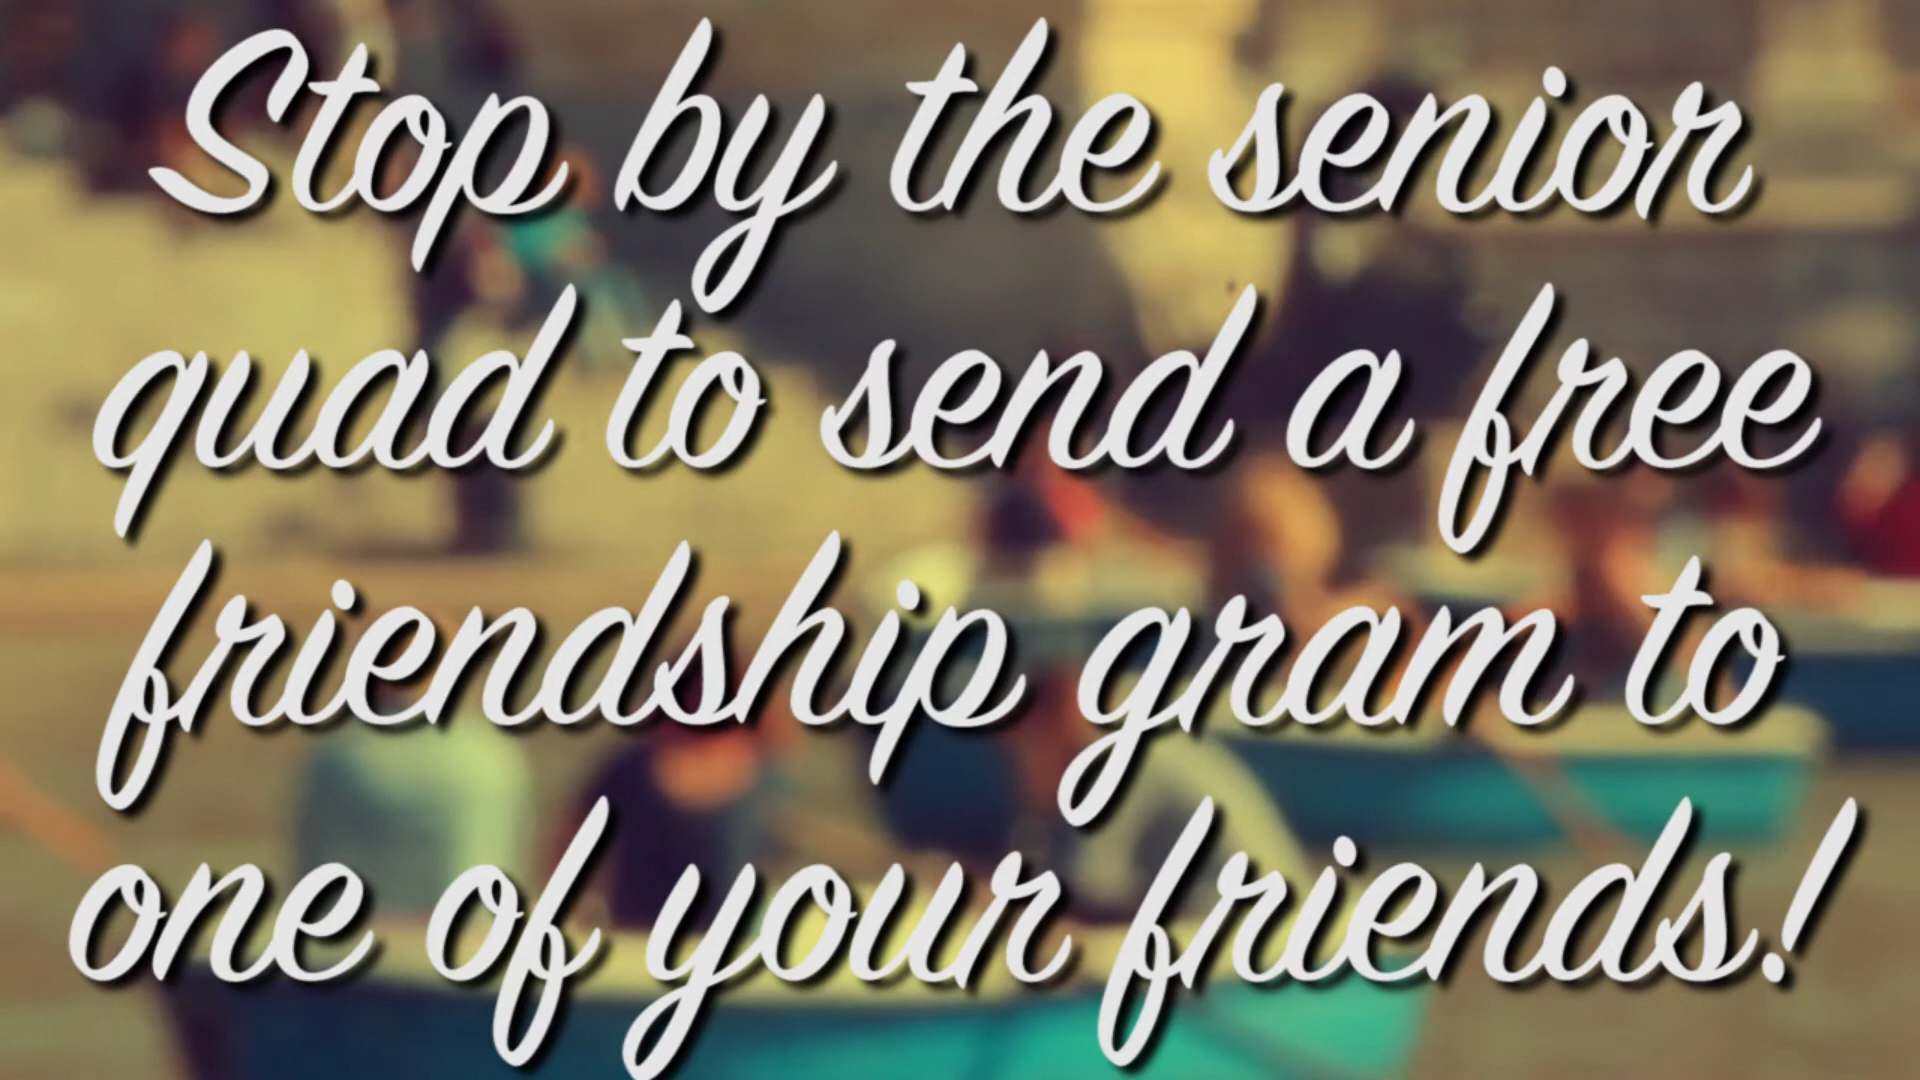 Stop by the senior
quad to send a free
friendship gram to
one of your friends!